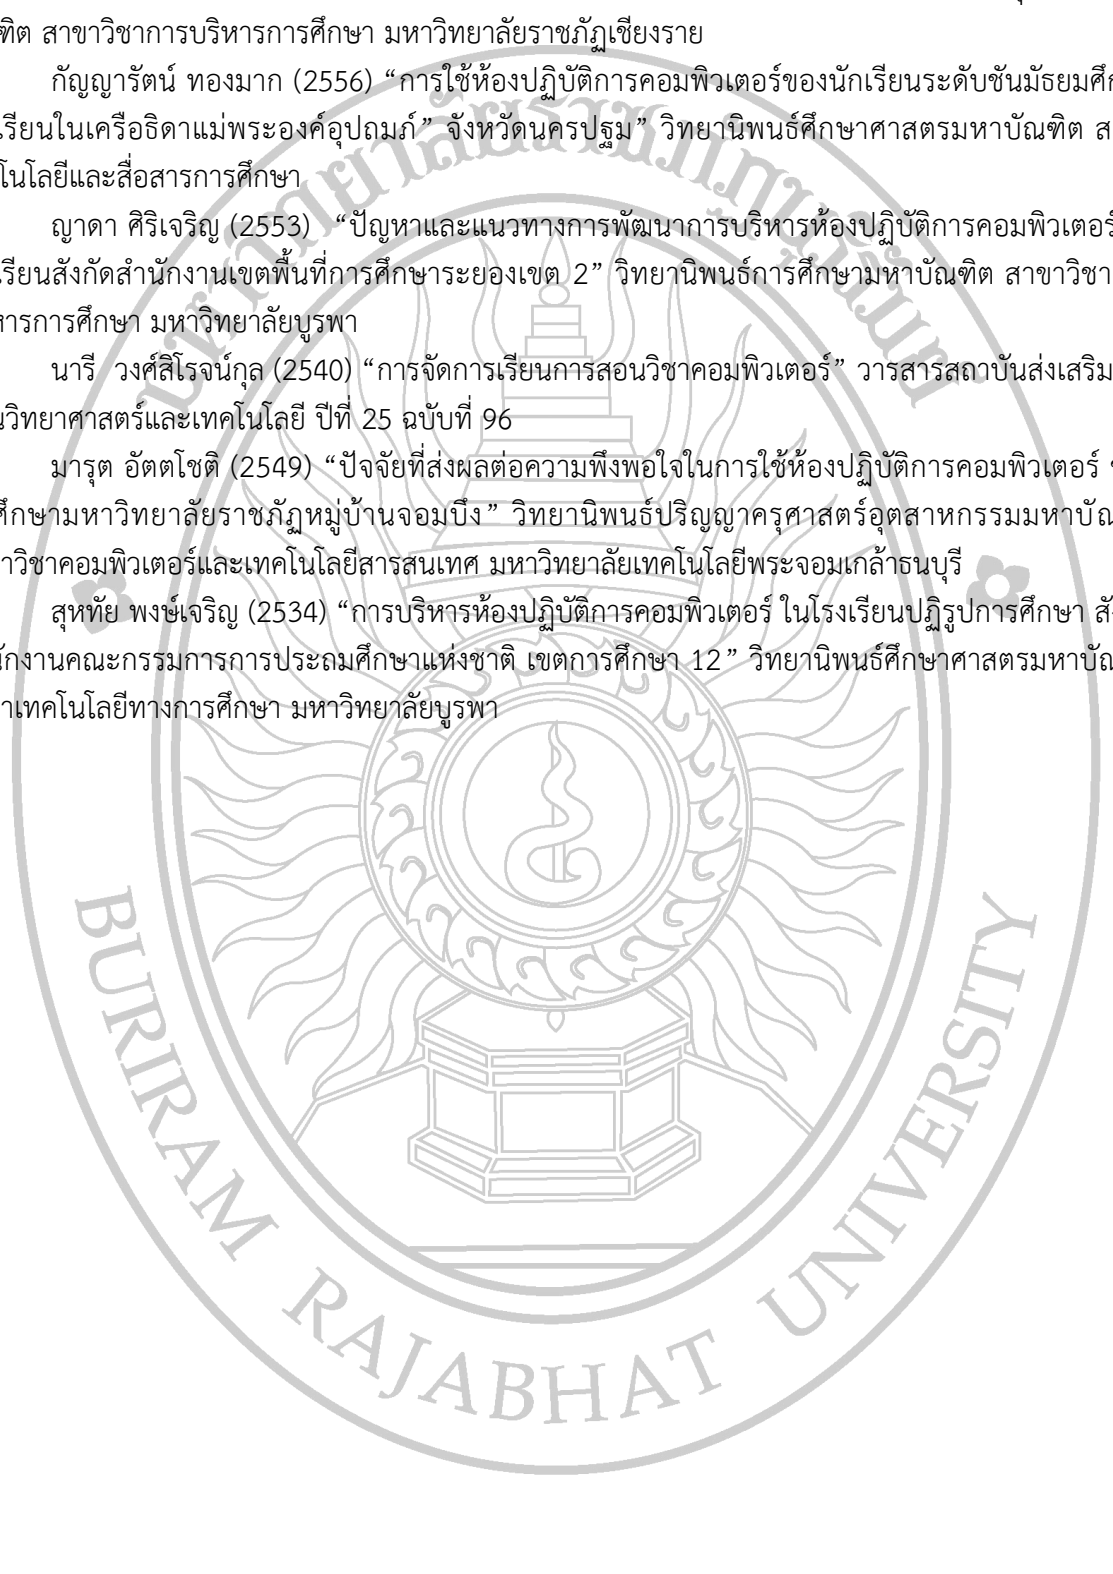 ฑิต สาขาวิชาการบริหารการศึกษา มหาวิทยาลัยราชภัฏเชียงราย
กัญญารัตน์ ทองมาก (2556) “การใช้ห้องปฏิบัติการคอมพิวเตอร์ของนักเรียนระดับชันมัธยมศึก
เรียนในเครือธิดาแม่พระองค์อุปถมภ์” จังหวัดนครปฐม” วิทยานิพนธ์ศึกษาศาสตรมหาบัณฑิต ส
โนโลยีและสื่อสารการศึกษา
ญาดา ศิริเจริญ (2553) “ปัญหาและแนวทางการพัฒนาการบริหารห้องปฏิบัติการคอมพิวเตอร์
เรียนสังกัดสำนักงานเขตพื้นที่การศึกษาระยองเขต 2” วิทยานิพนธ์การศึกษามหาบัณฑิต สาขาวิชา
หารการศึกษา มหาวิทยาลัยบูรพา
นารี วงศ์สิโรจน์กุล (2540) “การจัดการเรียนการสอนวิชาคอมพิวเตอร์” วารสารสถาบันส่งเสริม
นวิทยาศาสตร์และเทคโนโลยี ปีที่ 25 ฉบับที่ 96
มารุต อัตตโชติ (2549) “ปัจจัยที่ส่งผลต่อความพึงพอใจในการใช้ห้องปฏิบัติการคอมพิวเตอร์
ศึกษามหาวิทยาลัยราชภัฏหมู่บ้านจอมบึง” วิทยานิพนธ์ปริญญาครุศาสตร์อุตสาหกรรมมหาบัณ
าวิชาคอมพิวเตอร์และเทคโนโลยีสารสนเทศ มหาวิทยาลัยเทคโนโลยีพระจอมเกล้าธนบุรี
สุหทัย พงษ์เจริญ (2534) “การบริหารห้องปฏิบัติการคอมพิวเตอร์ ในโรงเรียนปฏิรูปการศึกษา สั
นักงานคณะกรรมการการประถมศึกษาแห่งชาติ เขตการศึกษา 12” วิทยานิพนธ์ศึกษาศาสตรมหาบัณ
าเทคโนโลยีทางการศึกษา มหาวิทยาลัยบูรพา
มหาวิทยาลัยราชภัฏบุรีรัมย์
BURIRAM RAJABHAT UNIVERSITY